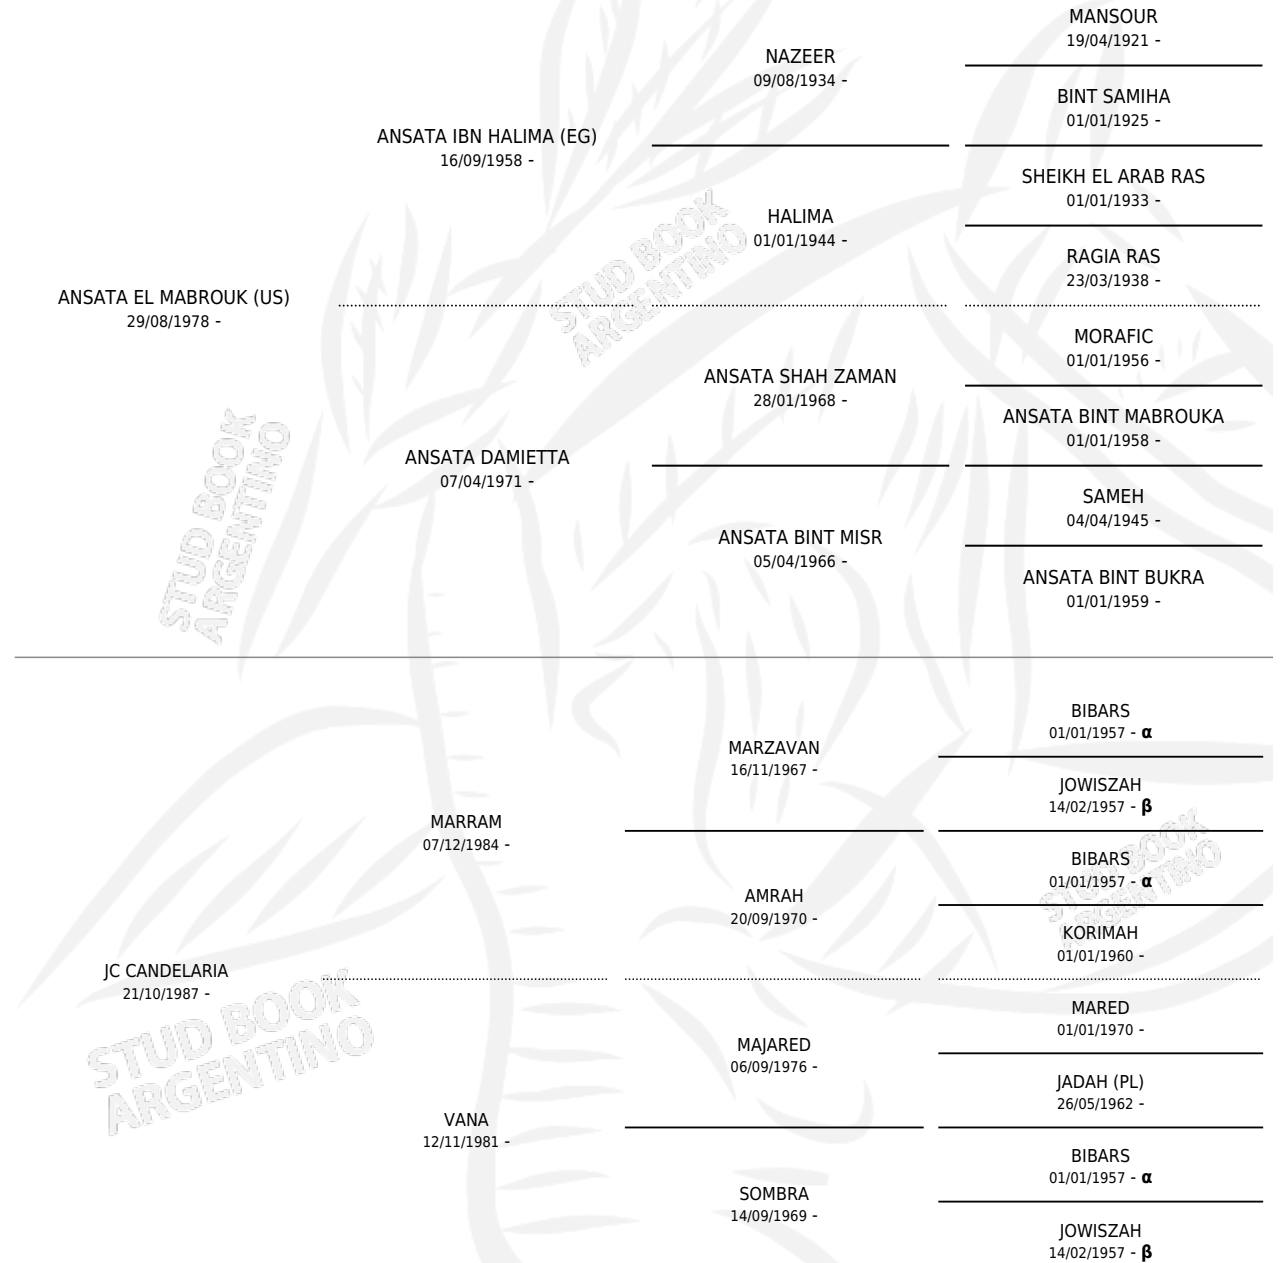 MANSOUR
19/04/1921 -
NAZEER
09/08/1934 -
BINT SAMIHA
01/01/1925 -
ANSATA IBN HALIMA (EG)
16/09/1958 -
SHEIKH EL ARAB RAS
01/01/1933 -
HALIMA
01/01/1944 -
RAGIA RAS
23/03/1938 -
ANSATA EL MABROUK (US)
29/08/1978 -
MORAFIC
01/01/1956 -
ANSATA SHAH ZAMAN
28/01/1968 -
ANSATA BINT MABROUKA
01/01/1958 -
ANSATA DAMIETTA
07/04/1971 -
SAMEH
04/04/1945 -
ANSATA BINT MISR
05/04/1966 -
ANSATA BINT BUKRA
01/01/1959 -
BIBARS
01/01/1957 - α
MARZAVAN
16/11/1967 -
JOWISZAH
14/02/1957 - β
MARRAM
07/12/1984 -
BIBARS
01/01/1957 - α
AMRAH
20/09/1970 -
KORIMAH
01/01/1960 -
JC CANDELARIA
21/10/1987 -
MARED
01/01/1970 -
MAJARED
06/09/1976 -
JADAH (PL)
26/05/1962 -
VANA
12/11/1981 -
BIBARS
01/01/1957 - α
SOMBRA
14/09/1969 -
JOWISZAH
14/02/1957 - β
STUD BOOK
ARGENTINO
STUD BOOK
ARGENTINO
STUD BOOK
ARGENTINO
STUD BOOK
ARGENTINO